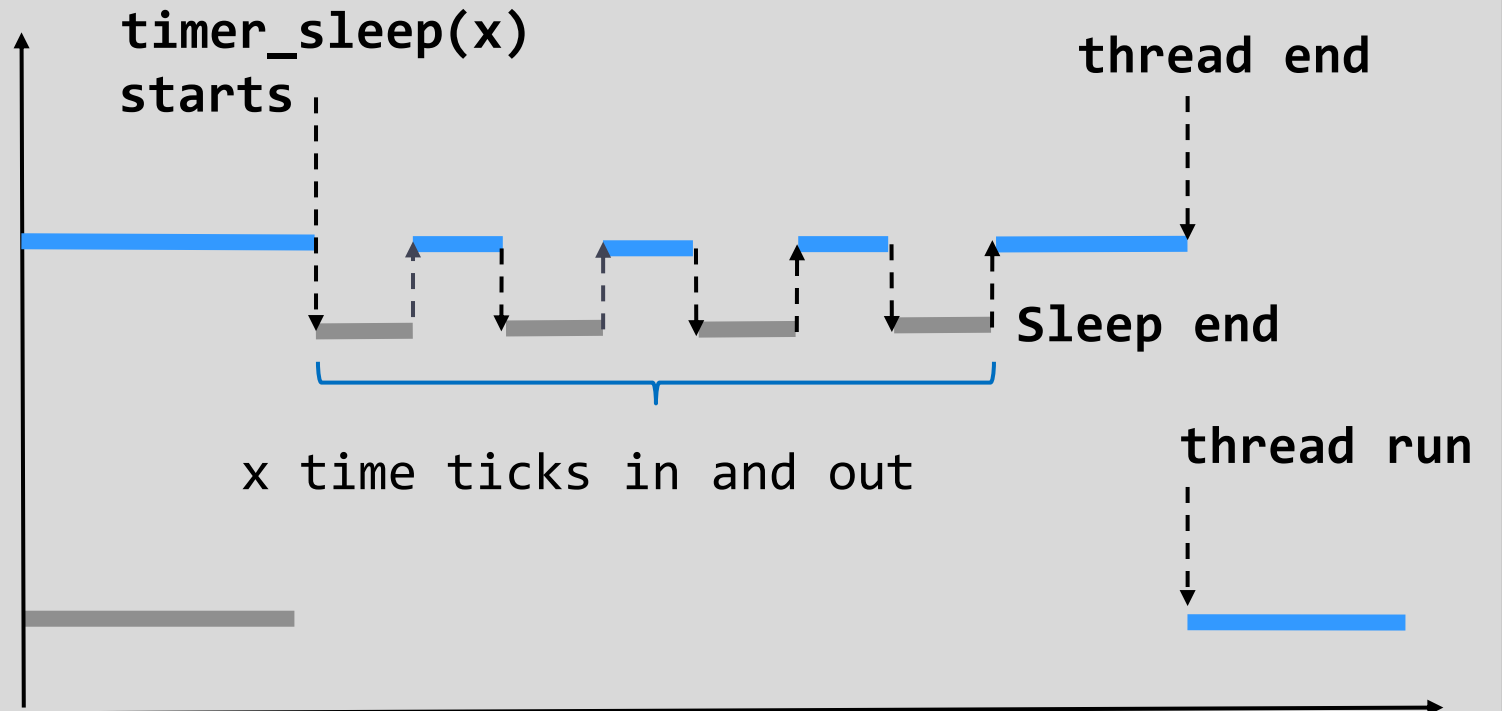 timer_sleep(x)
starts
thread end
Sleep end
x time ticks in and out
thread run